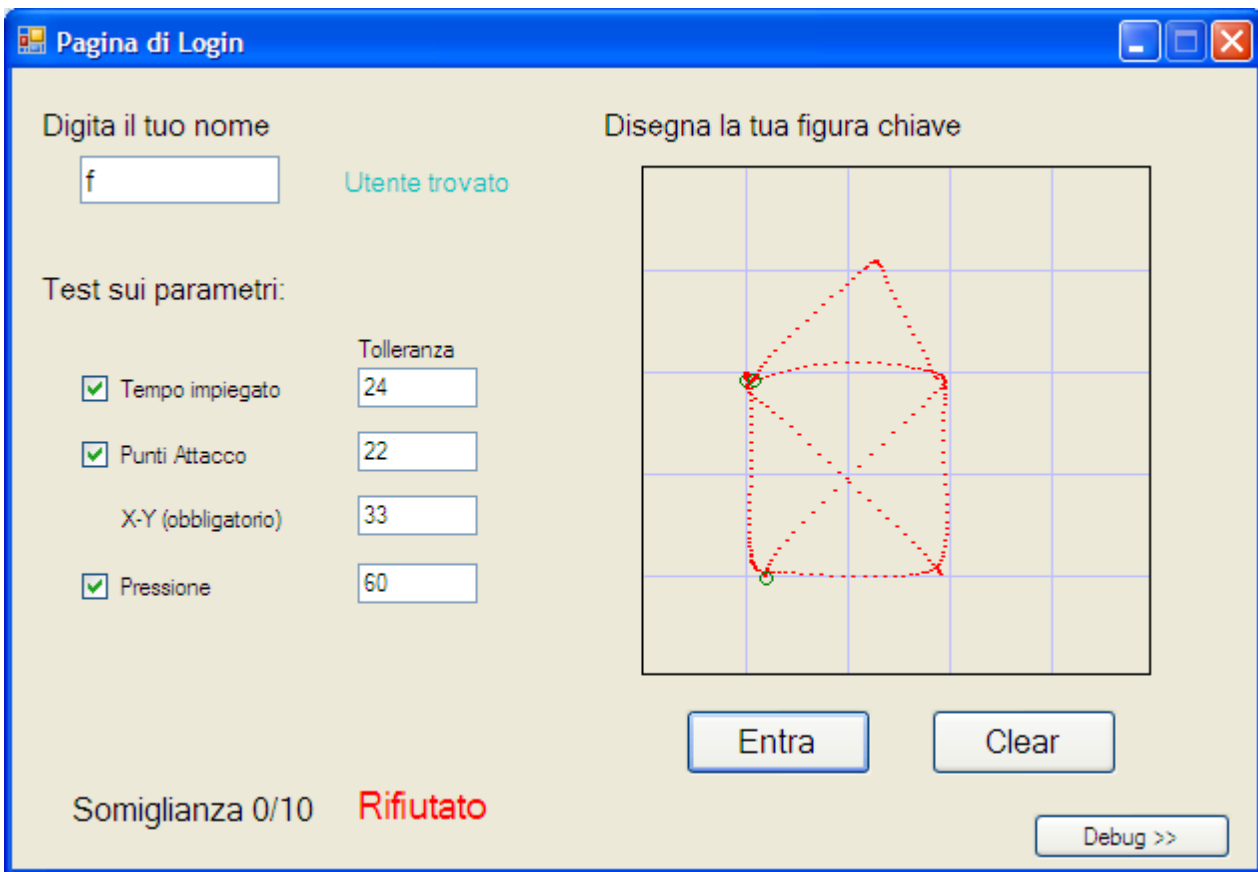 Pagina di Login
Digita il tuo nome
f
Utente trovato
Test sui parametri:
Tolleranza
Tempo impiegato 24
Punti Attacco 22
X-Y (obbligatorio) 33
Pressione 60
Somiglianza 0/10 Rifiutato
Disegna la tua figura chiave
Entra Clear
Debug >>